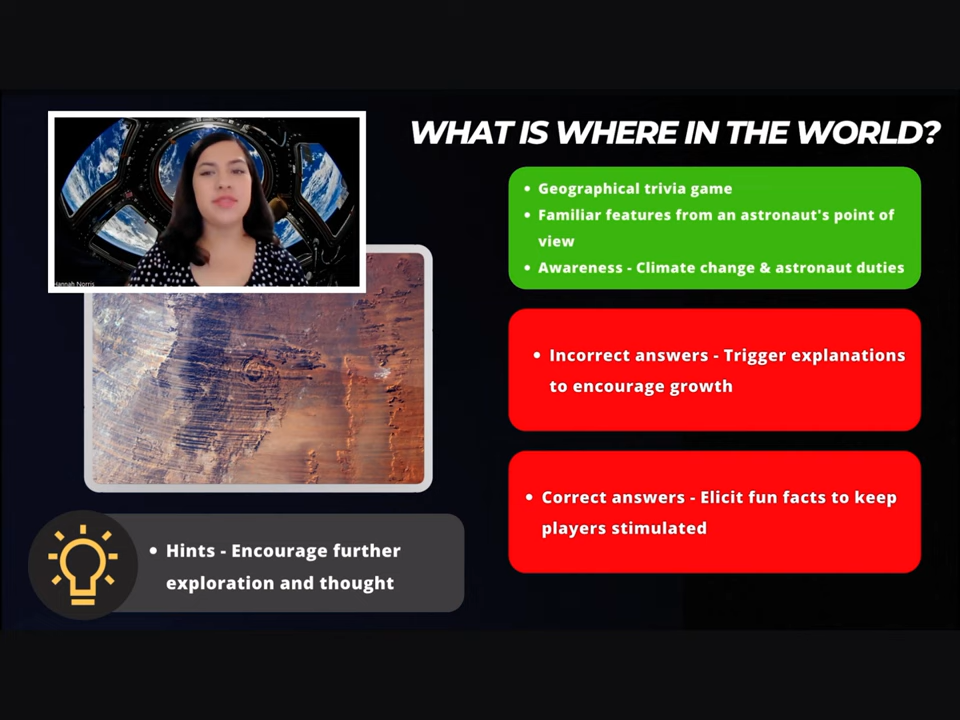 WHAT IS WHERE IN THE WORLD?
Hannah Norris
• Geographical trivia game
• Familiar features from an astronaut's point of
view
• Awareness - Climate change & astronaut duties
• Incorrect answers - Trigger explanations
to encourage growth
• Correct answers - Elicit fun facts to keep
players stimulated
• Hints - Encourage further
exploration and thought